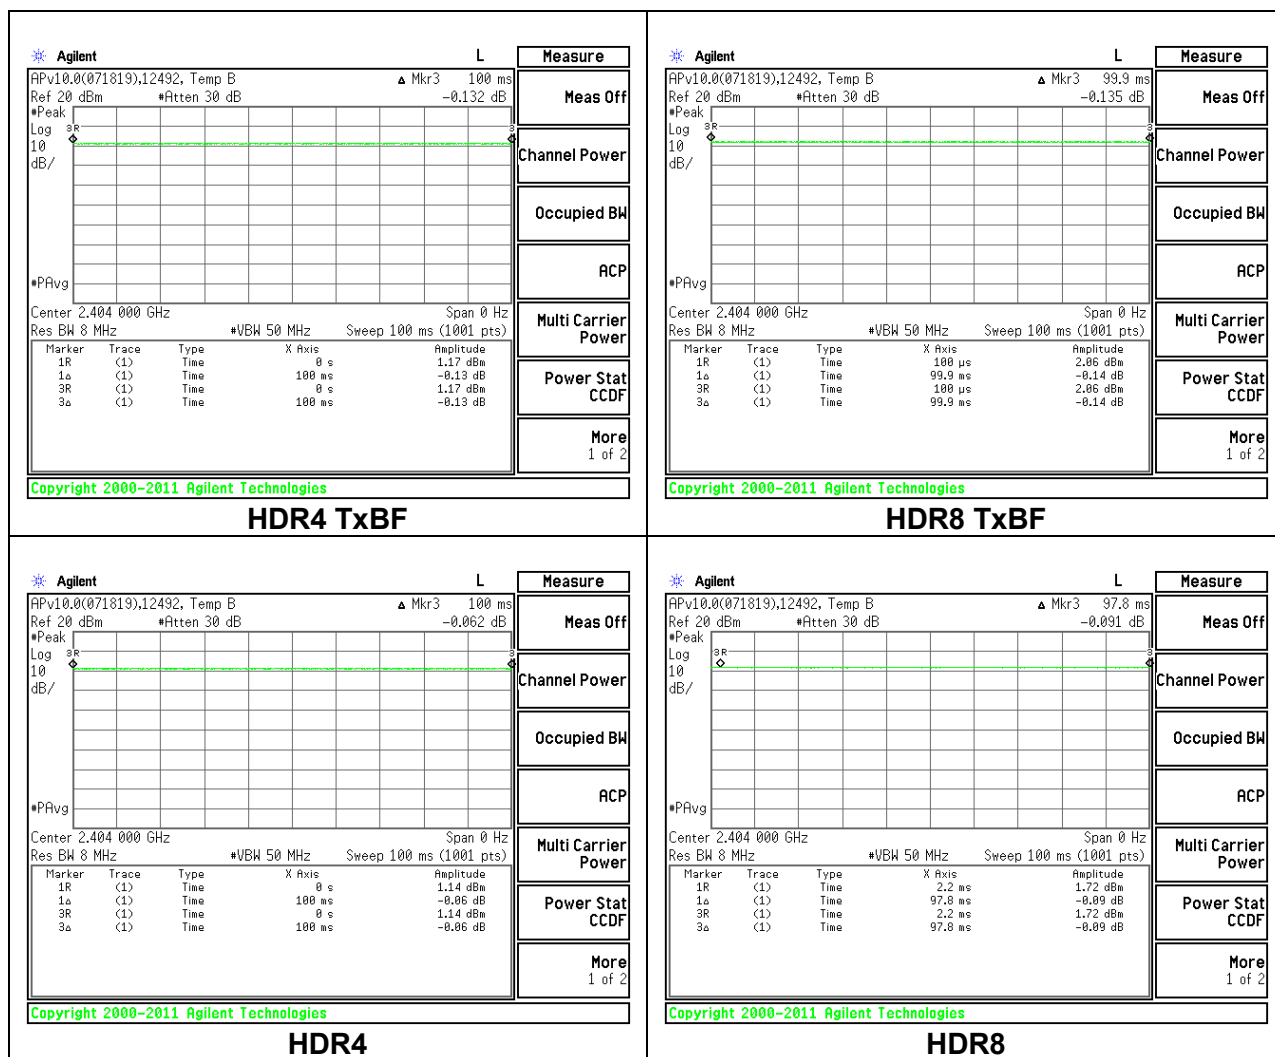 Agilent L Measure
APv10.0(071819),12492, Temp B Δ Mkr3 100 ms
Ref 20 dBm #Atten 30 dB -0.132 dB Meas Off
#Peak
Log 3R 3
10
dB/ Channel Power
Occupied BW
ACP
#PAvg
Center 2.404 000 GHz Span 0 Hz
Res BW 8 MHz #VBW 50 MHz Sweep 100 ms (1001 pts) Multi Carrier Power
Marker Trace Type X Axis Amplitude
1R (1) Time 0 s 1.17 dBm
1Δ (1) Time 100 ms -0.13 dB
3R (1) Time 0 s 1.17 dBm
3Δ (1) Time 100 ms -0.13 dB
Power Stat CCDF
More
1 of 2
Copyright 2000-2011 Agilent Technologies
HDR4 TxBF
Agilent L Measure
APv10.0(071819),12492, Temp B Δ Mkr3 99.9 ms
Ref 20 dBm #Atten 30 dB -0.135 dB Meas Off
#Peak
Log 3R 3
10
dB/ Channel Power
Occupied BW
ACP
#PAvg
Center 2.404 000 GHz Span 0 Hz
Res BW 8 MHz #VBW 50 MHz Sweep 100 ms (1001 pts) Multi Carrier Power
Marker Trace Type X Axis Amplitude
1R (1) Time 100 µs 2.06 dBm
1Δ (1) Time 99.9 ms -0.14 dB
3R (1) Time 100 µs 2.06 dBm
3Δ (1) Time 99.9 ms -0.14 dB
Power Stat CCDF
More
1 of 2
Copyright 2000-2011 Agilent Technologies
HDR8 TxBF
Agilent L Measure
APv10.0(071819),12492, Temp B Δ Mkr3 100 ms
Ref 20 dBm #Atten 30 dB -0.062 dB Meas Off
#Peak
Log 3R 3
10
dB/ Channel Power
Occupied BW
ACP
#PAvg
Center 2.404 000 GHz Span 0 Hz
Res BW 8 MHz #VBW 50 MHz Sweep 100 ms (1001 pts) Multi Carrier Power
Marker Trace Type X Axis Amplitude
1R (1) Time 0 s 1.14 dBm
1Δ (1) Time 100 ms -0.06 dB
3R (1) Time 0 s 1.14 dBm
3Δ (1) Time 100 ms -0.06 dB
Power Stat CCDF
More
1 of 2
Copyright 2000-2011 Agilent Technologies
HDR4
Agilent L Measure
APv10.0(071819),12492, Temp B Δ Mkr3 97.8 ms
Ref 20 dBm #Atten 30 dB -0.091 dB Meas Off
#Peak
Log 3R 3
10
dB/ Channel Power
Occupied BW
ACP
#PAvg
Center 2.404 000 GHz Span 0 Hz
Res BW 8 MHz #VBW 50 MHz Sweep 100 ms (1001 pts) Multi Carrier Power
Marker Trace Type X Axis Amplitude
1R (1) Time 2.2 ms 1.72 dBm
1Δ (1) Time 97.8 ms -0.09 dB
3R (1) Time 2.2 ms 1.72 dBm
3Δ (1) Time 97.8 ms -0.09 dB
Power Stat CCDF
More
1 of 2
Copyright 2000-2011 Agilent Technologies
HDR8